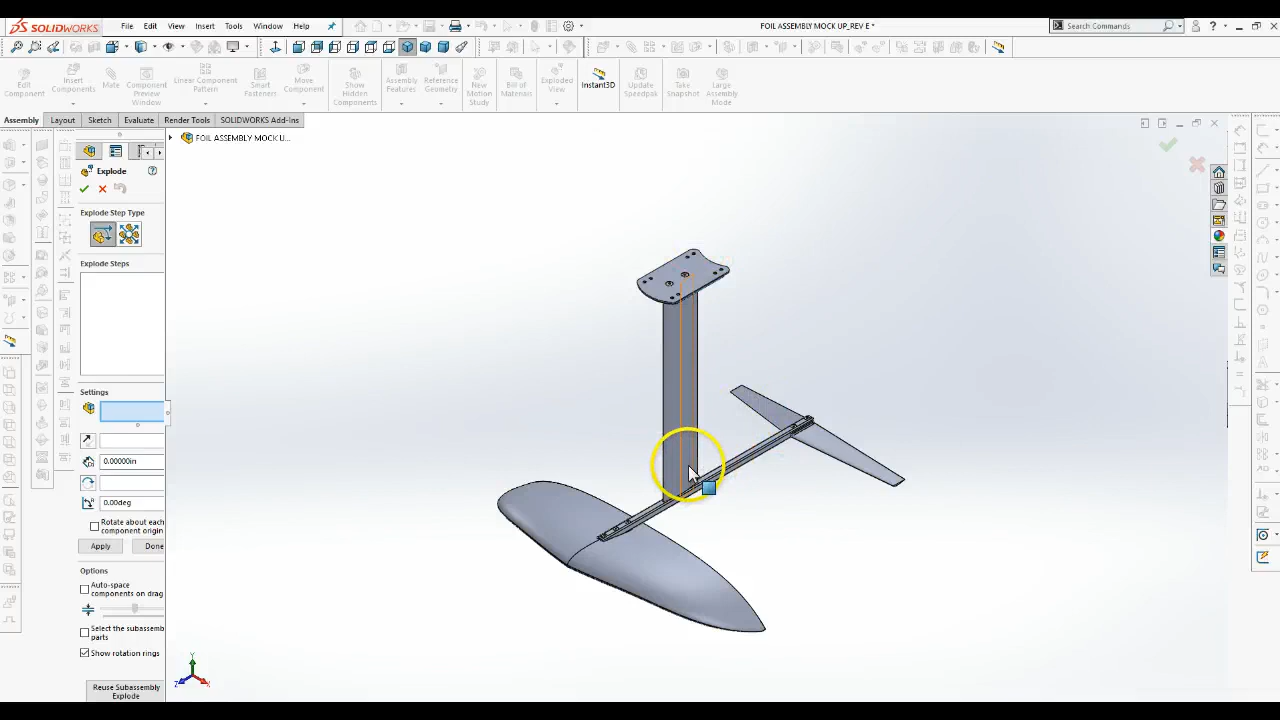 SOLIDWORKS File Edit View Insert Tools Window Help FOIL ASSEMBLY MOCK UP_REV E * Search Commands ?
Edit Component Insert Components Mate Component Preview Window Linear Component Pattern Smart Fasteners Move Component Show Hidden Components Assembly Features Reference Geometry New Motion Study Bill of Materials Exploded View Instant3D Update Speedpak Take Snapshot Large Assembly Mode
Assembly Layout Sketch Evaluate Render Tools SOLIDWORKS Add-Ins
FOIL ASSEMBLY MOCK U...
Explode
Explode Step Type
Explode Steps
Settings
0.00000in
0.00deg
Rotate about each
component origin
Apply Done
Options
Auto-space
components on drag
Select the subassemb
parts
Show rotation rings
Reuse Subassembly
Explode
Y
Z X